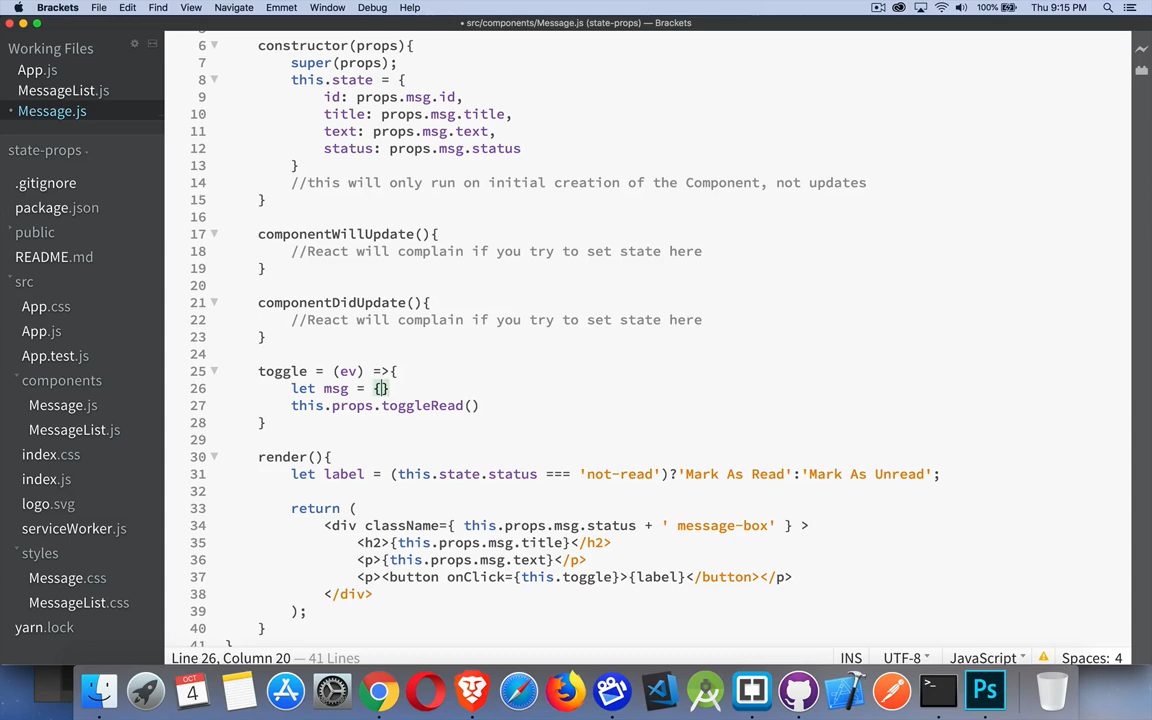 Brackets File Edit View Navigate Emmet Window Debug Help 100% Thu 9:15 PM
• src/components/Message.js (state-props) — Brackets
Working Files
App.js
MessageList.js
• Message.js
state-props
.gitignore
package.json
public
README.md
src
App.css
App.js
App.test.js
components
Message.js
MessageList.js
index.css
index.js
logo.svg
serviceWorker.js
styles
Message.css
MessageList.css
yarn.lock
6 constructor(props){
7 super(props);
8 this.state = {
9 id: props.msg.id,
10 title: props.msg.title,
11 text: props.msg.text,
12 status: props.msg.status
13 }
14 //this will only run on initial creation of the Component, not updates
15 }
16
17 componentWillUpdate(){
18 //React will complain if you try to set state here
19 }
20
21 componentDidUpdate(){
22 //React will complain if you try to set state here
23 }
24
25 toggle = (ev) =>{
26 let msg = {}
27 this.props.toggleRead()
28 }
29
30 render(){
31 let label = (this.state.status === 'not-read')?'Mark As Read':'Mark As Unread';
32
33 return (
34 <div className={ this.props.msg.status + ' message-box' } >
35 <h2>{this.props.msg.title}</h2>
36 <p>{this.props.msg.text}</p>
37 <p><button onClick={this.toggle}>{label}</button></p>
38 </div>
39 );
40 }
41 }
Line 26, Column 20 — 41 Lines INS UTF-8 JavaScript Spaces: 4
OCT 4 >_ Ps